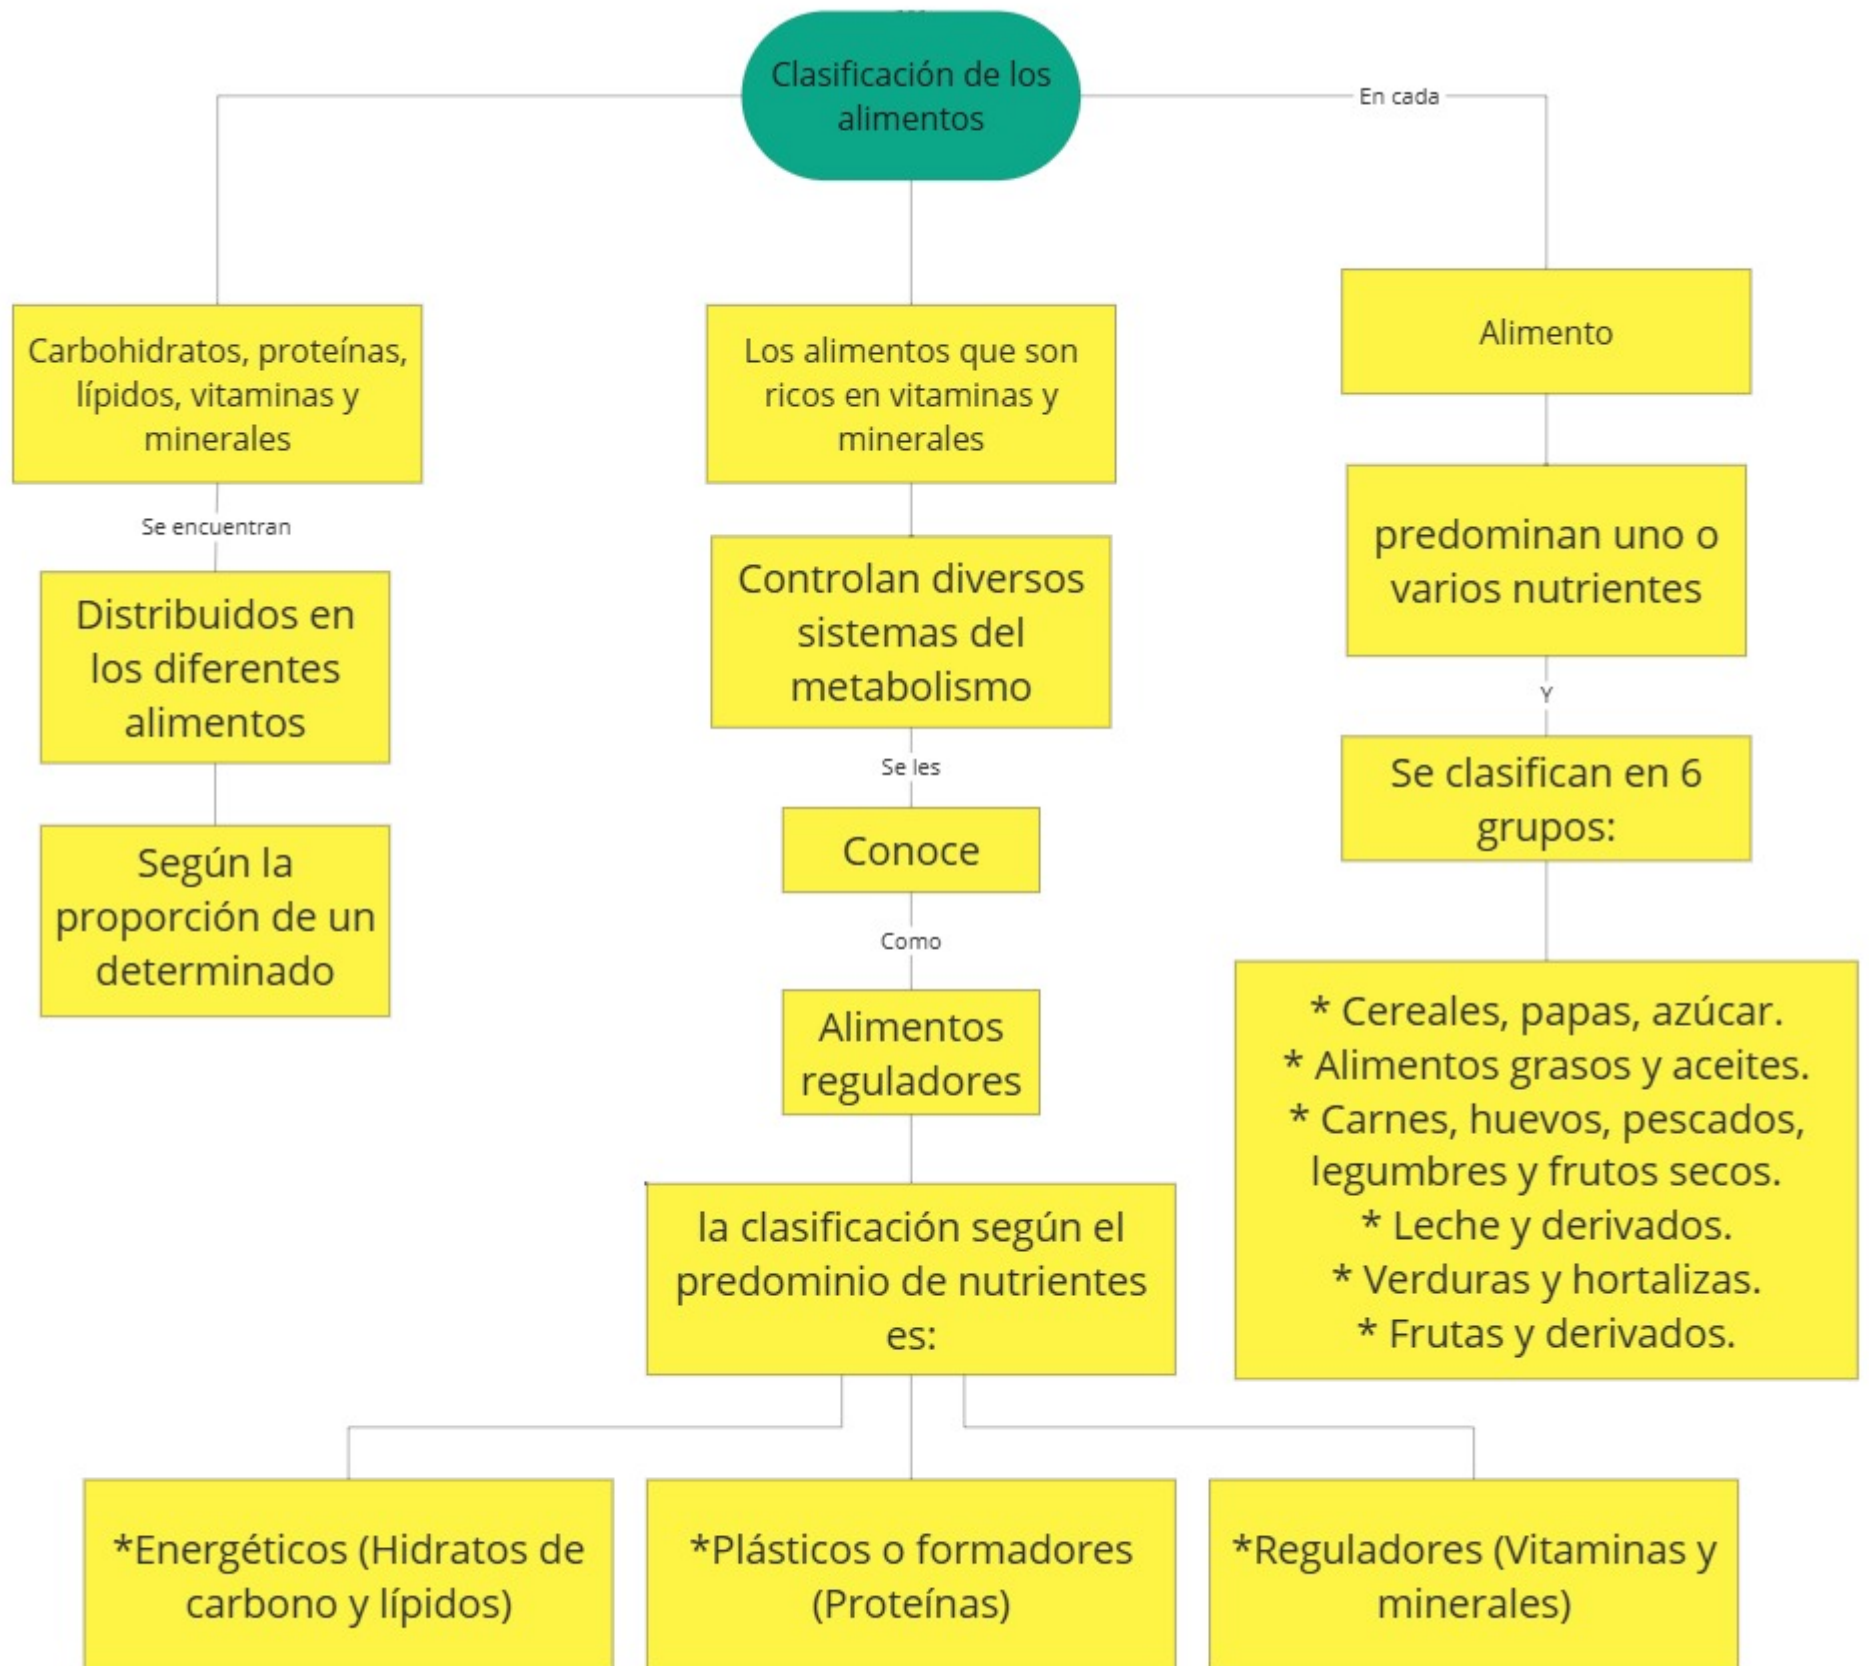 Clasificación de los
alimentos
En cada
Carbohidratos, proteínas,
lípidos, vitaminas y
minerales
Se encuentran
Distribuidos en
los diferentes
alimentos
Según la
proporción de un
determinado
Los alimentos que son
ricos en vitaminas y
minerales
Controlan diversos
sistemas del
metabolismo
Se les
Conoce
Como
Alimentos
reguladores
la clasificación según el
predominio de nutrientes
es:
*Energéticos (Hidratos de
carbono y lípidos)
*Plásticos o formadores
(Proteínas)
*Reguladores (Vitaminas y
minerales)
Alimento
predominan uno o
varios nutrientes
Y
Se clasifican en 6
grupos:
* Cereales, papas, azúcar.
* Alimentos grasos y aceites.
* Carnes, huevos, pescados,
legumbres y frutos secos.
* Leche y derivados.
* Verduras y hortalizas.
* Frutas y derivados.